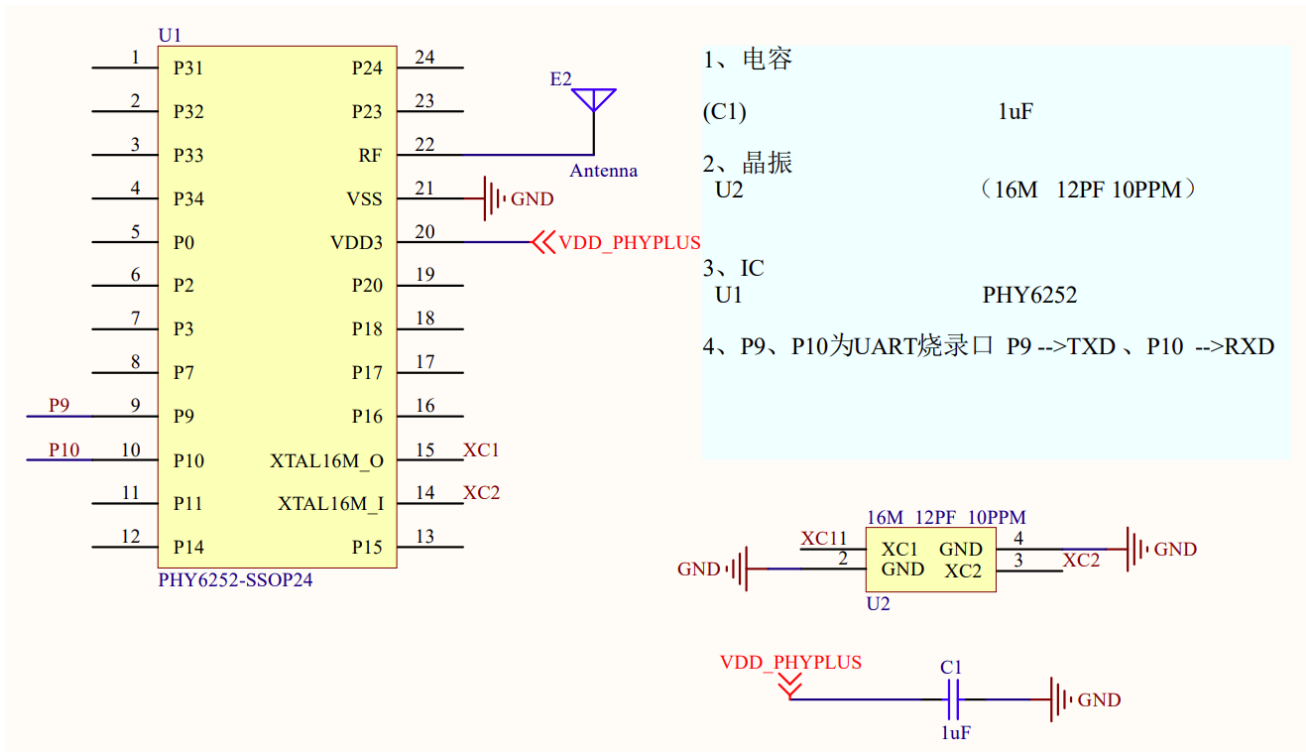 U1
1 P31 P24 24
2 P32 P23 23
3 P33 RF 22
4 P34 VSS 21 GND
5 P0 VDD3 20 VDD_PHYPLUS
6 P2 P20 19
7 P3 P18 18
8 P7 P17 17
P9 9 P9 P16 16
P10 10 P10 XTAL16M_O 15 XC1
11 P11 XTAL16M_I 14 XC2
12 P14 P15 13
PHY6252-SSOP24
E2
Antenna
1、电容
(C1) 1uF
2、晶振
U2 （16M 12PF 10PPM）
3、IC
U1 PHY6252
4、P9、P10为UART烧录口 P9 -->TXD 、P10 -->RXD
16M 12PF 10PPM
XC1 1 XC1 GND 4 GND
GND 2 GND XC2 3 XC2
U2
VDD_PHYPLUS
C1
GND
1uF